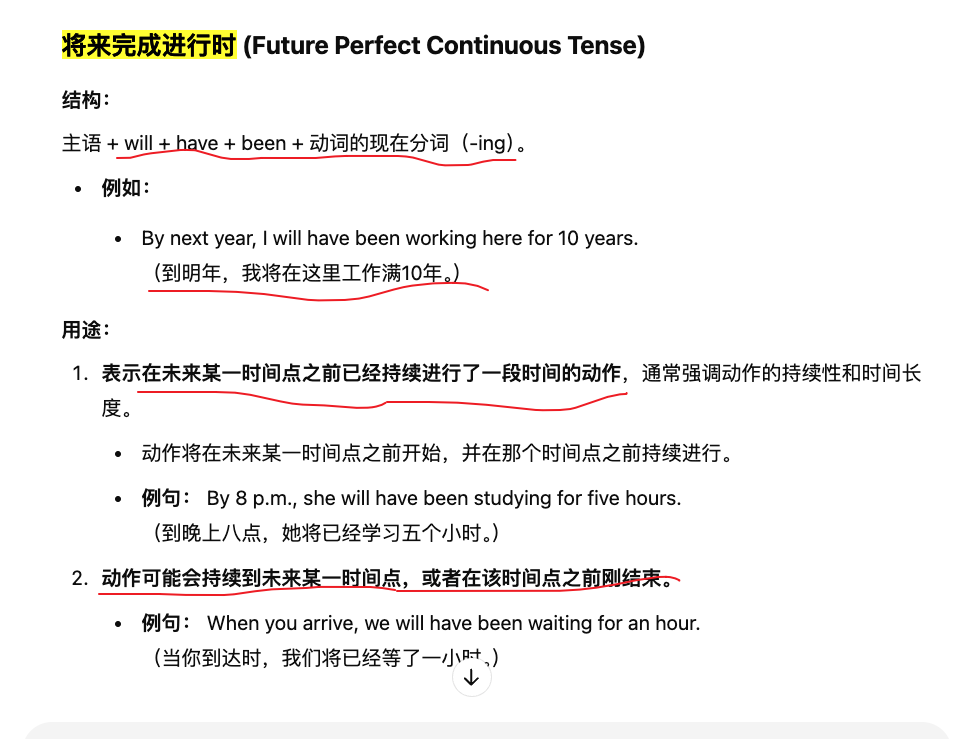 将来完成进行时 (Future Perfect Continuous Tense)
结构：
主语 + will + have + been + 动词的现在分词（-ing）。
• 例如：
• By next year, I will have been working here for 10 years.
（到明年，我将在这里工作满10年。）
用途：
1. 表示在未来某一时间点之前已经持续进行了一段时间的动作，通常强调动作的持续性和时间长
度。
• 动作将在未来某一时间点之前开始，并在那个时间点之前持续进行。
• 例句： By 8 p.m., she will have been studying for five hours.
（到晚上八点，她将已经学习五个小时。）
2. 动作可能会持续到未来某一时间点，或者在该时间点之前刚结束。
• 例句： When you arrive, we will have been waiting for an hour.
（当你到达时，我们将已经等了一小时。）